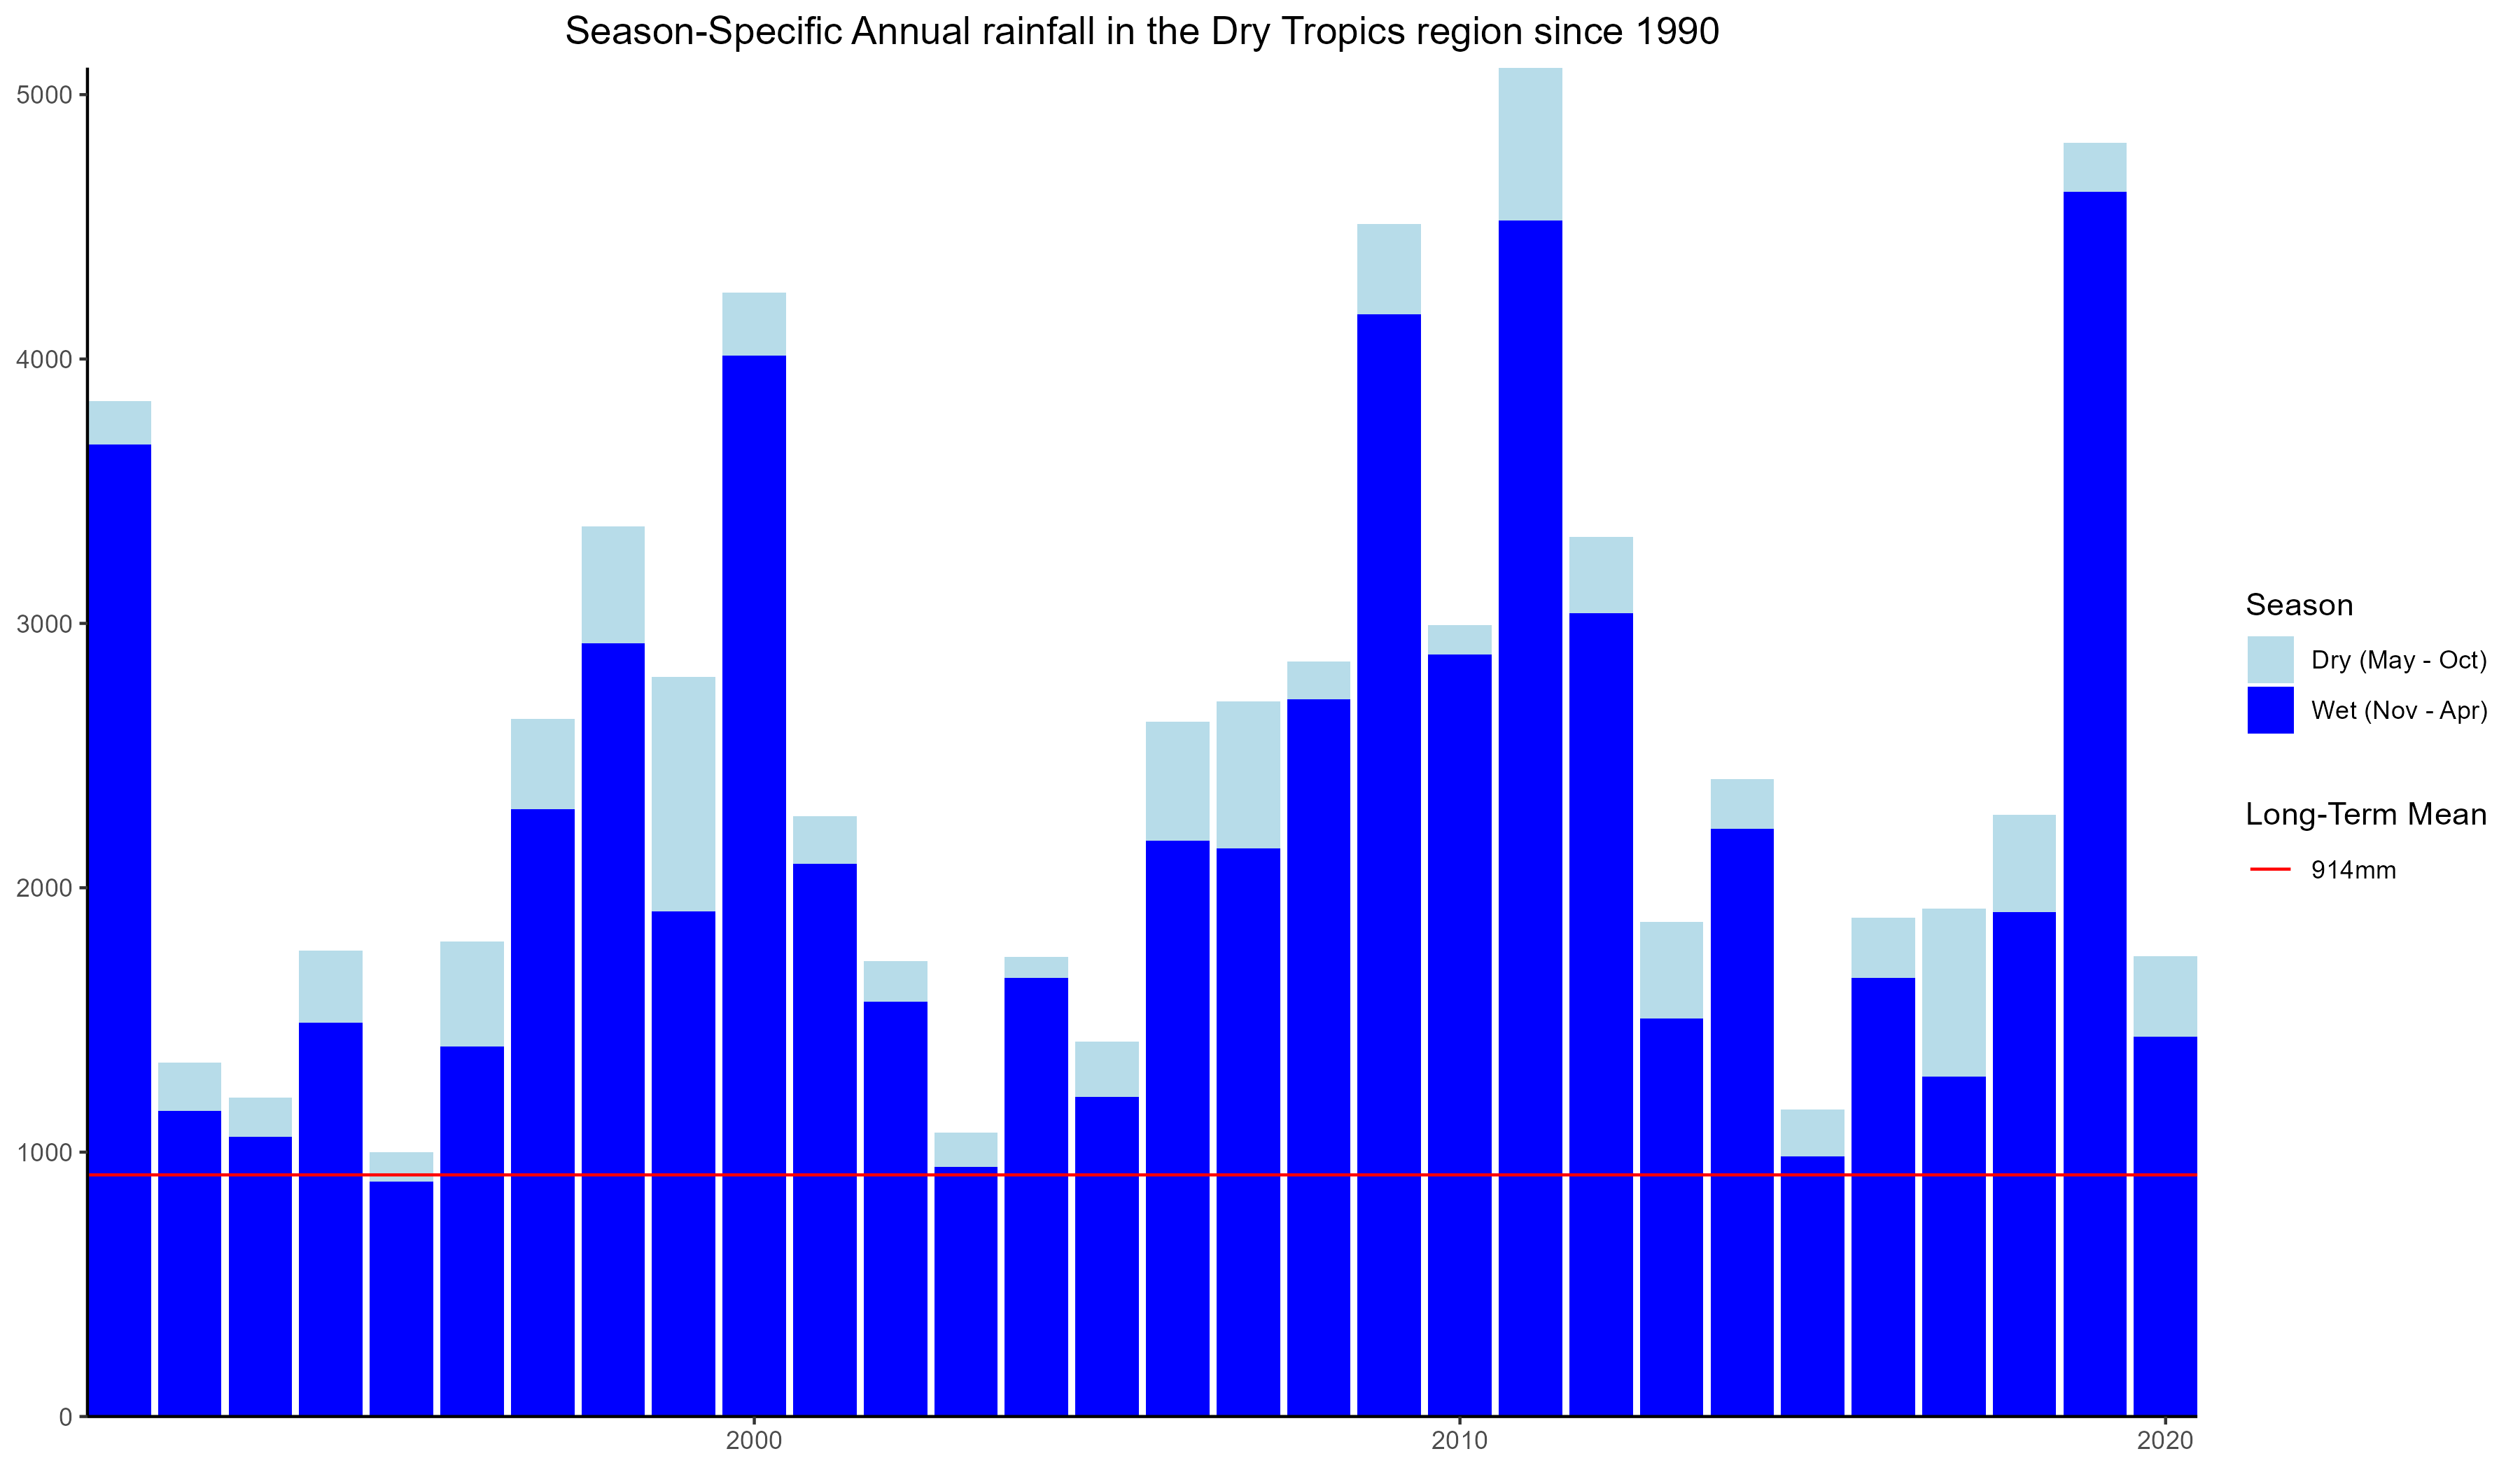 Season-Specific Annual rainfall in the Dry Tropics region since 1990
5000
4000
3000
2000
1000
0
2000
2010
2020
Season
Dry (May - Oct)
Wet (Nov - Apr)
Long-Term Mean
914mm